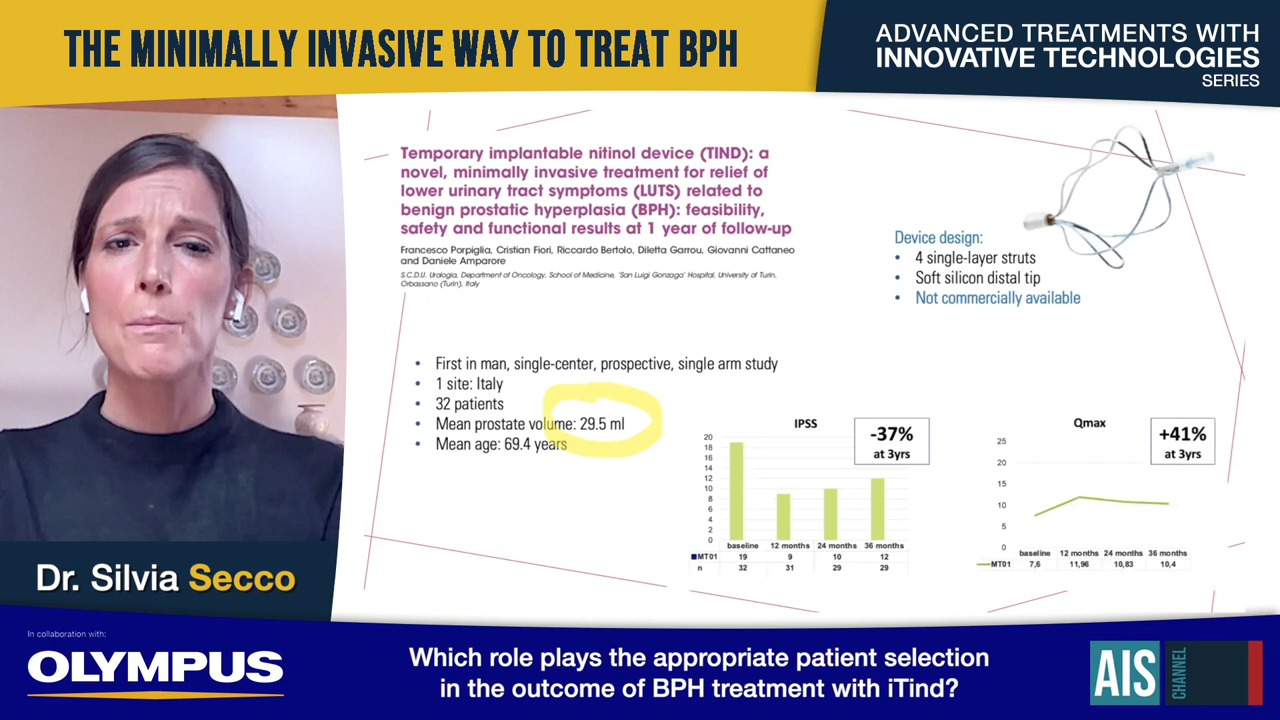 THE MINIMALLY INVASIVE WAY TO TREAT BPH
ADVANCED TREATMENTS WITH
INNOVATIVE TECHNOLOGIES
SERIES
Temporary implantable nitinol device (TIND): a
novel, minimally invasive treatment for relief of
lower urinary tract symptoms (LUTS) related to
benign prostatic hyperplasia (BPH): feasibility,
safety and functional results at 1 year of follow-up
Francesco Porpiglia, Cristian Fiori, Riccardo Bertolo, Diletta Garrou, Giovanni Cattaneo
and Daniele Amparore
S.C.D.U. Urologia, Department of Oncology, School of Medicine, 'San Luigi Gonzaga' Hospital, University of Turin,
Orbassano (Turin), Italy
Device design:
• 4 single-layer struts
• Soft silicon distal tip
• Not commercially available
• First in man, single-center, prospective, single arm study
• 1 site: Italy
• 32 patients
• Mean prostate volume: 29.5 ml
• Mean age: 69.4 years
IPSS
-37%
at 3yrs
20
18
16
14
12
10
8
6
4
2
0
baseline 12 months 24 months 36 months
MT01 19 9 10 12
n 32 31 29 29
Qmax
+41%
at 3yrs
25
20
15
10
5
0
baseline 12 months 24 months 36 months
MT01 7,6 11,96 10,83 10,4
Dr. Silvia Secco
In collaboration with:
OLYMPUS
Which role plays the appropriate patient selection
in the outcome of BPH treatment with iTind?
AIS
CHANNEL